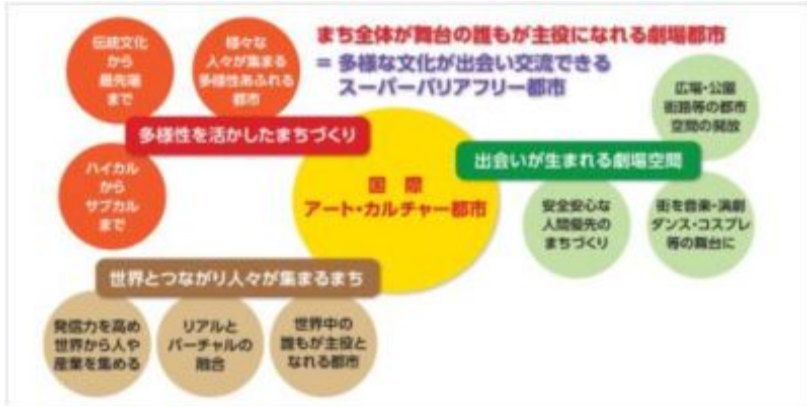 まち全体が舞台の誰もが主役になれる劇場都市
= 多様な文化が出会い交流できる
スーパーバリアフリー都市
伝統文化
から
最先端
まで
様々な
人々が集まる
多様性あふれる
都市
多様性を活かしたまちづくり
ハイカル
から
サブカル
まで
国際
アート・カルチャー都市
広場・公園
街路等の都市
空間の開放
出会いが生まれる劇場空間
安全安心な
人間優先の
まちづくり
街を音楽・演劇
ダンス・コスプレ
等の舞台に
世界とつながり人々が集まるまち
発信力を高め
世界から人や
産業を集める
リアルと
バーチャルの
融合
世界中の
誰もが主役と
なれる都市